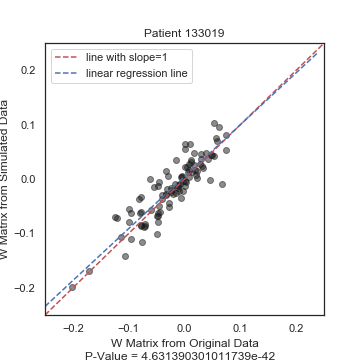 Patient 133019
line with slope=1
linear regression line
W Matrix from Simulated Data
0.2
0.1
0.0
−0.1
−0.2
−0.2
−0.1
0.0
0.1
0.2
W Matrix from Original Data
P-Value = 4.631390301011739e-42